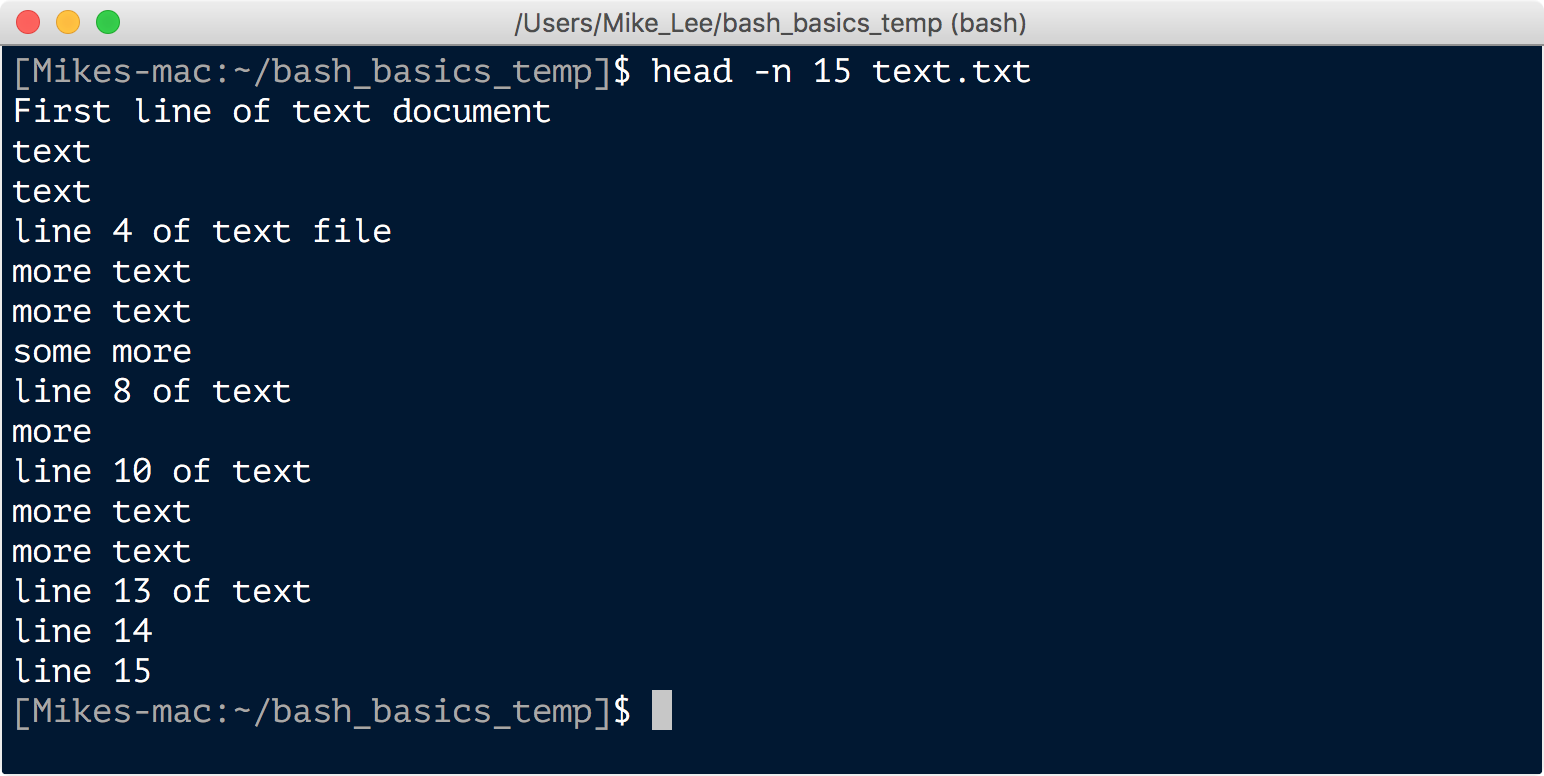 /Users/Mike_Lee/bash_basics_temp (bash)
[Mikes-mac:~/bash_basics_temp]$ head -n 15 text.txt
First line of text document
text
text
line 4 of text file
more text
more text
some more
line 8 of text
more
line 10 of text
more text
more text
line 13 of text
line 14
line 15
[Mikes-mac:~/bash_basics_temp]$